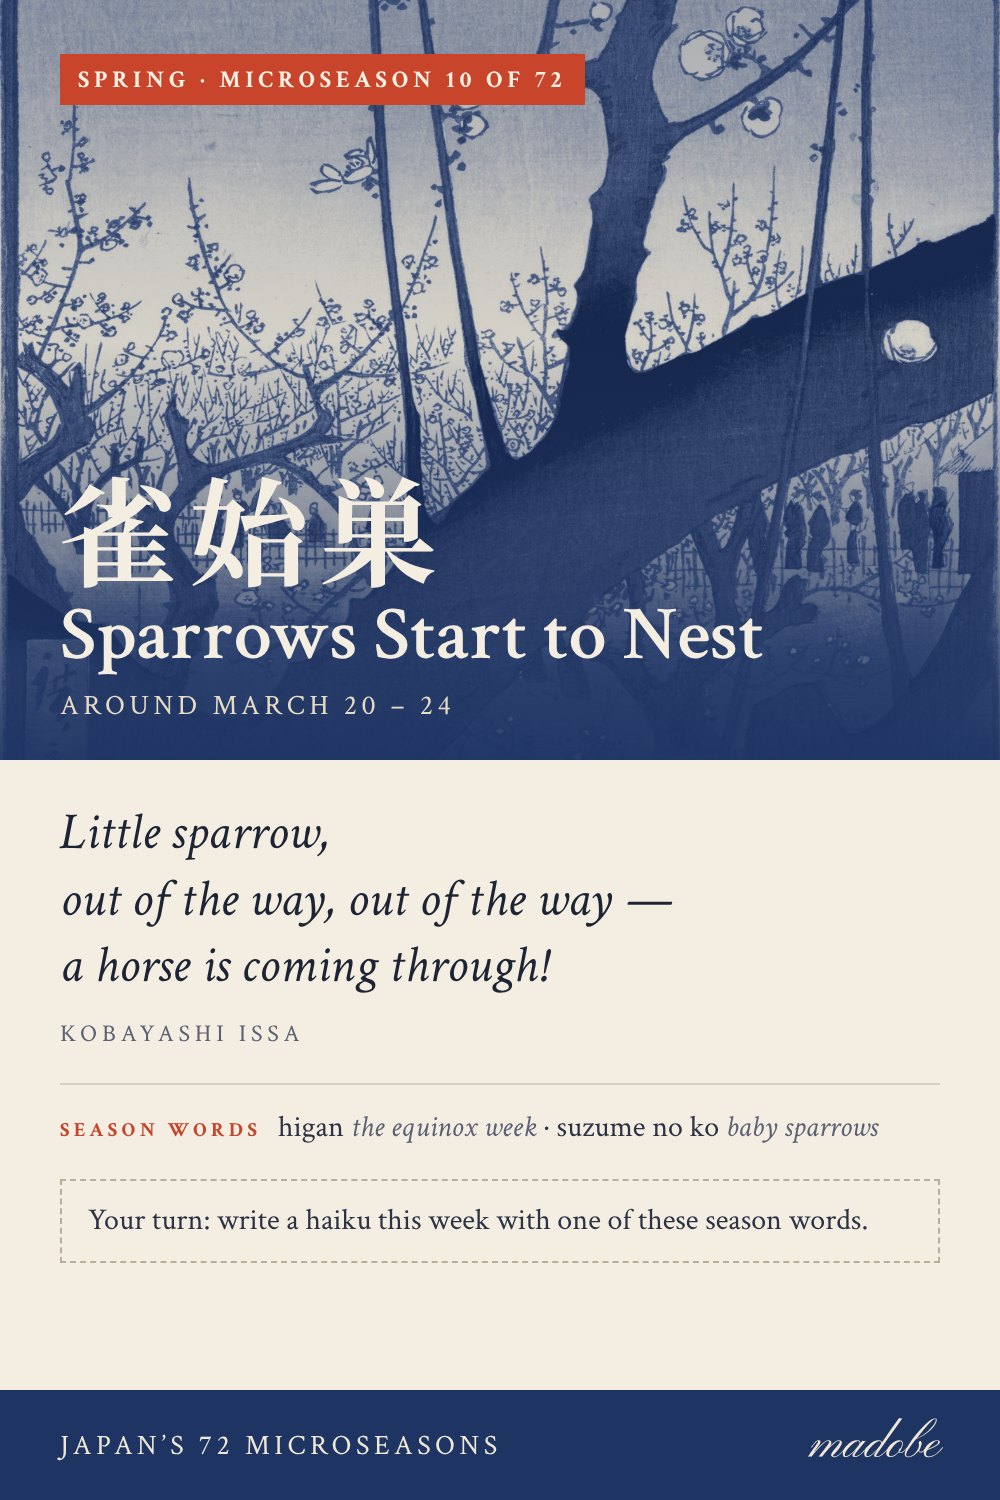 SPRING · MICROSEASON 10 OF 72
雀始巣
Sparrows Start to Nest
AROUND MARCH 20 – 24
Little sparrow,
out of the way, out of the way —
a horse is coming through!
KOBAYASHI ISSA
SEASON WORDS higan the equinox week · suzume no ko baby sparrows
Your turn: write a haiku this week with one of these season words.
JAPAN’S 72 MICROSEASONS
madobe